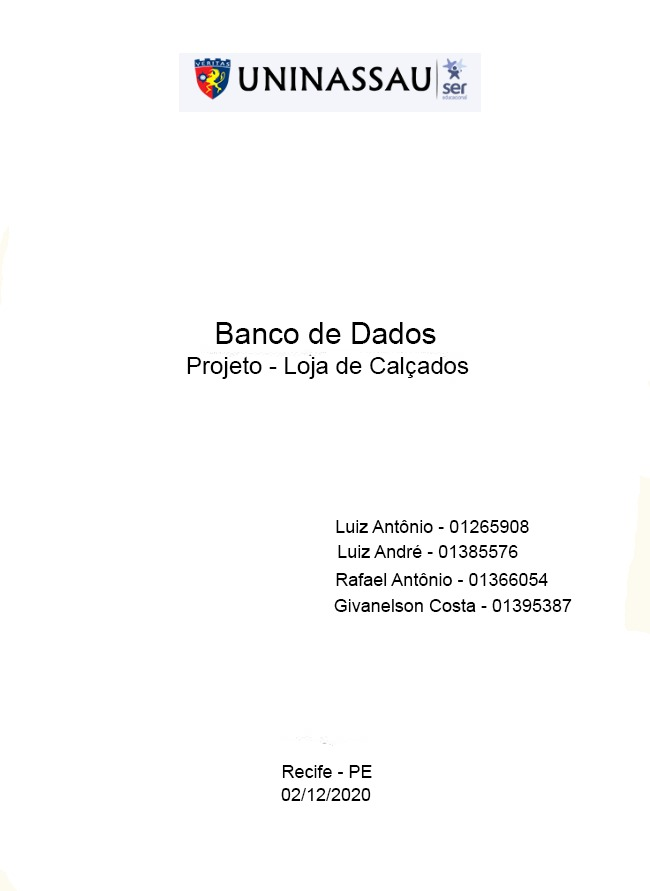 VERITAS
UNINASSAU
ser
educacional
Banco de Dados
Projeto - Loja de Calçados
Luiz Antônio - 01265908
Luiz André - 01385576
Rafael Antônio - 01366054
Givanelson Costa - 01395387
Recife - PE
02/12/2020